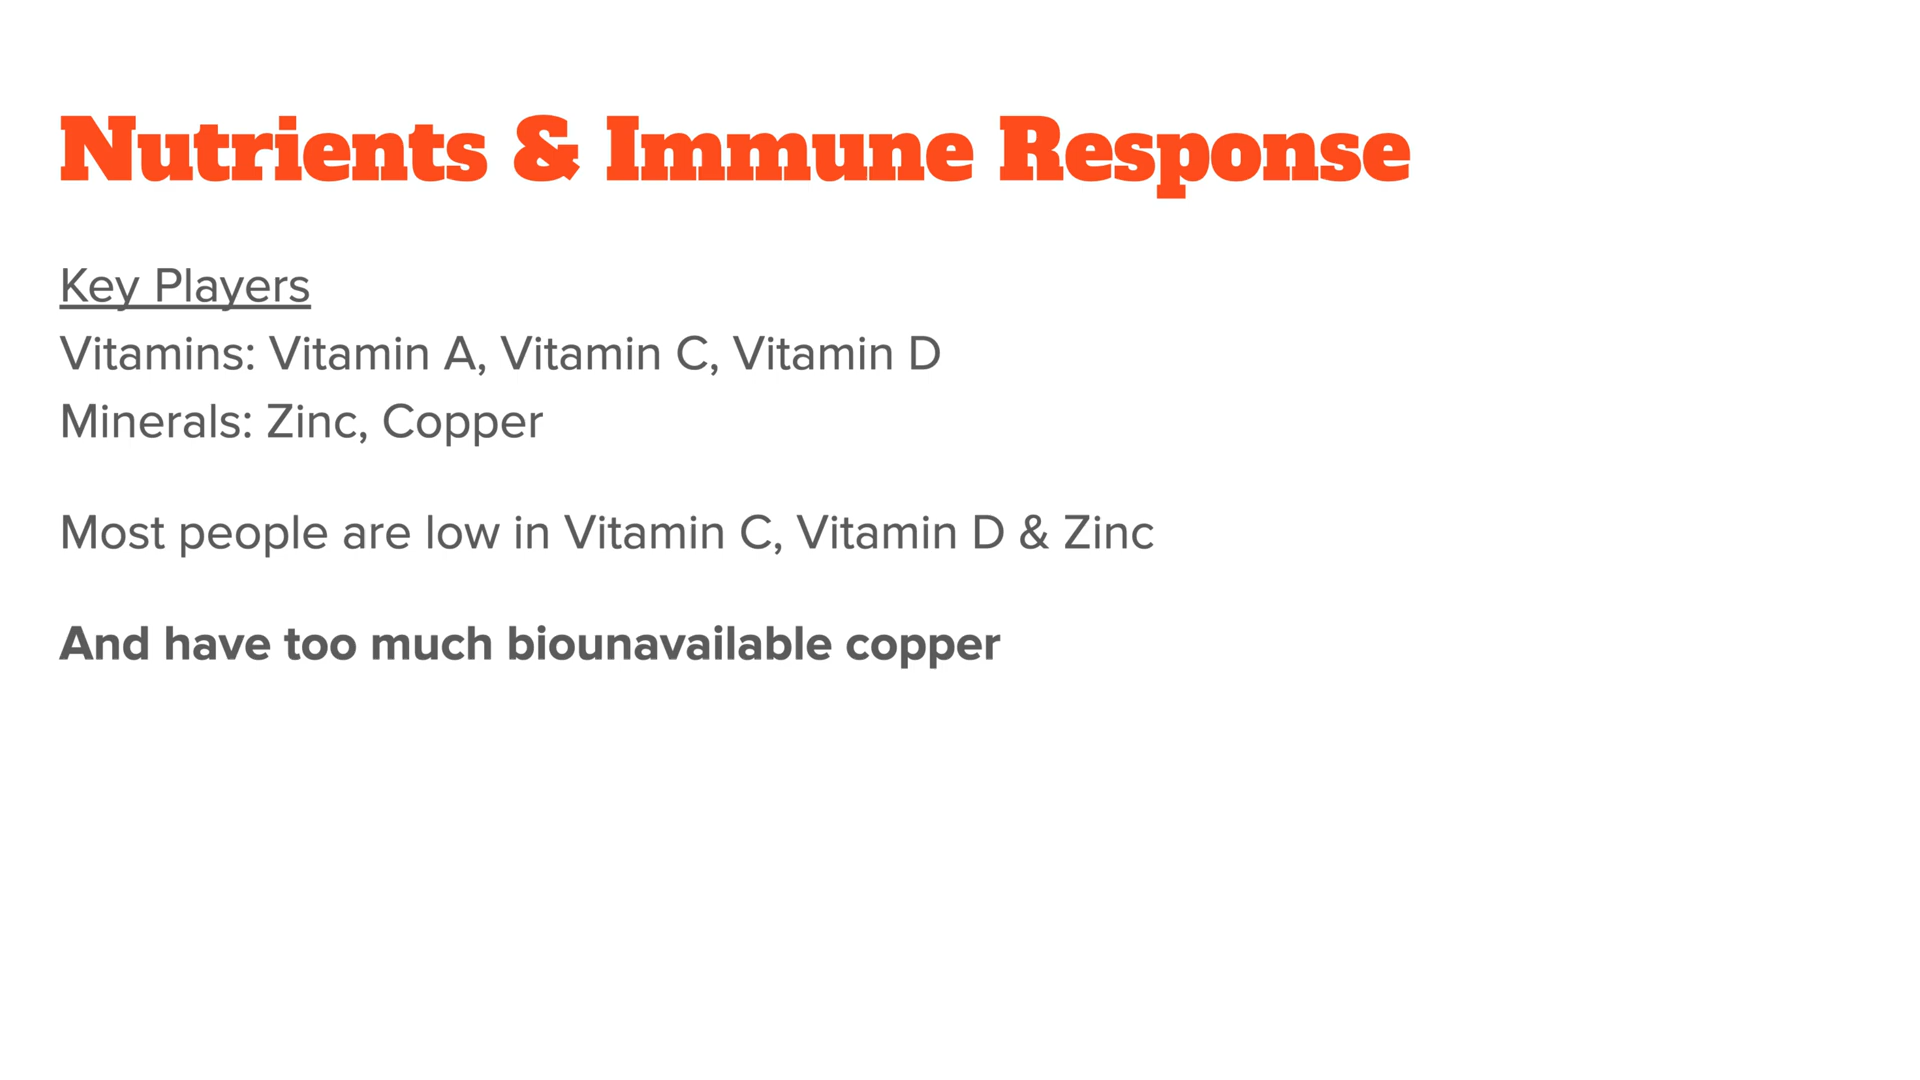 Nutrients & Immune Response
Key Players
Vitamins: Vitamin A, Vitamin C, Vitamin D
Minerals: Zinc, Copper
Most people are low in Vitamin C, Vitamin D & Zinc
And have too much biounavailable copper